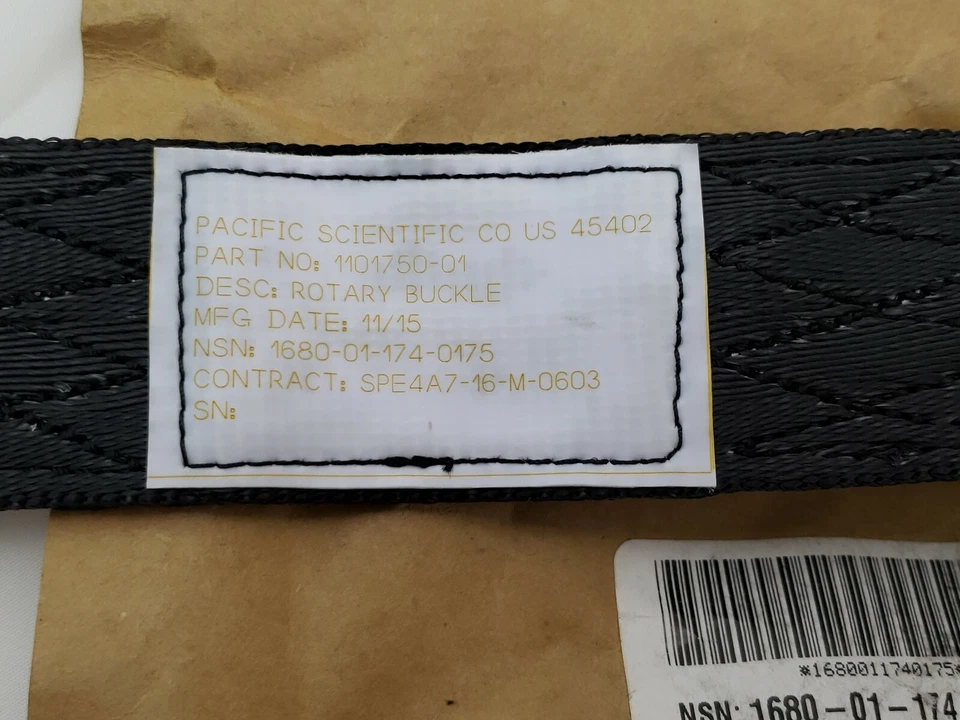 PACIFIC SCIENTIFIC CO US 45402
PART NO: 1101750-01
DESC: ROTARY BUCKLE
MFG DATE: 11/15
NSN: 1680-01-174-0175
CONTRACT: SPE4A7-16-M-0603
SN:
*1680011740175*
NSN: 1680-01-174